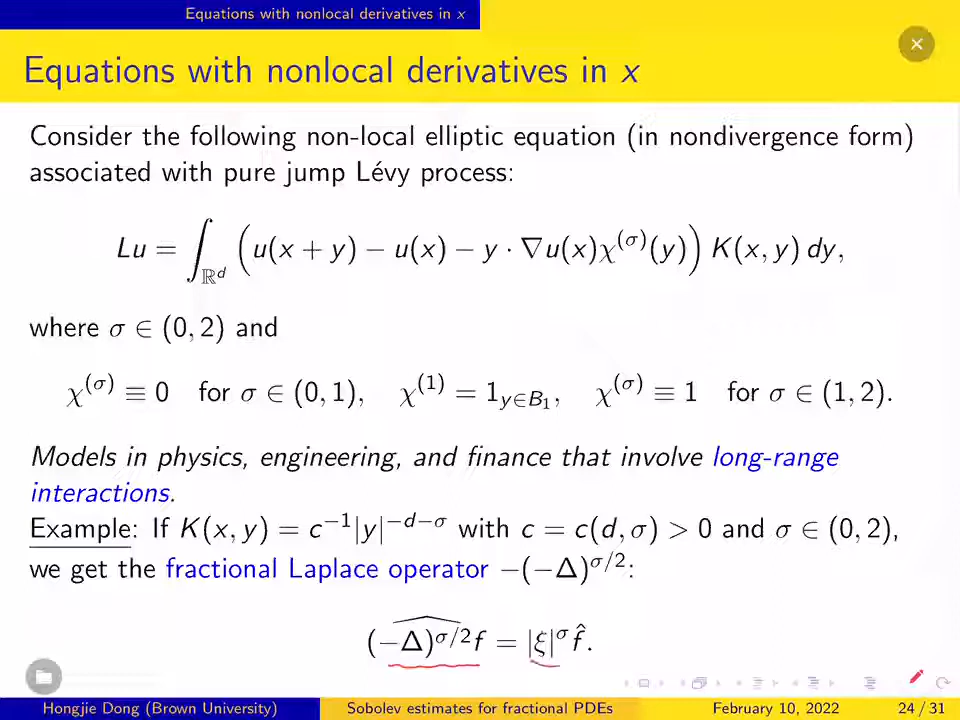 Equations with nonlocal derivatives in x
Equations with nonlocal derivatives in x
Consider the following non-local elliptic equation (in nondivergence form)
associated with pure jump Lévy process:
Lu = ∫_{ℝ^d} (u(x + y) − u(x) − y · ∇u(x)χ^{(σ)}(y)) K(x, y) dy,
where σ ∈ (0, 2) and
χ^{(σ)} ≡ 0 for σ ∈ (0, 1), χ^{(1)} = 1_{y∈B_1}, χ^{(σ)} ≡ 1 for σ ∈ (1, 2).
Models in physics, engineering, and finance that involve long-range
interactions.
Example: If K(x, y) = c^{−1}|y|^{−d−σ} with c = c(d, σ) > 0 and σ ∈ (0, 2),
we get the fractional Laplace operator −(−Δ)^{σ/2}:
\widehat{(−Δ)^{σ/2}f} = |ξ|^σ \hat{f}.
Hongjie Dong (Brown University) Sobolev estimates for fractional PDEs February 10, 2022 24 / 31